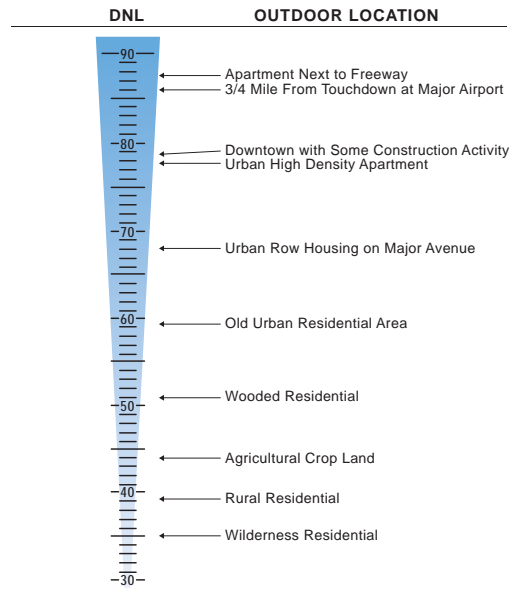 DNL OUTDOOR LOCATION
90
Apartment Next to Freeway
3/4 Mile From Touchdown at Major Airport
80
Downtown with Some Construction Activity
Urban High Density Apartment
70
Urban Row Housing on Major Avenue
60
Old Urban Residential Area
Wooded Residential
50
Agricultural Crop Land
40
Rural Residential
Wilderness Residential
30